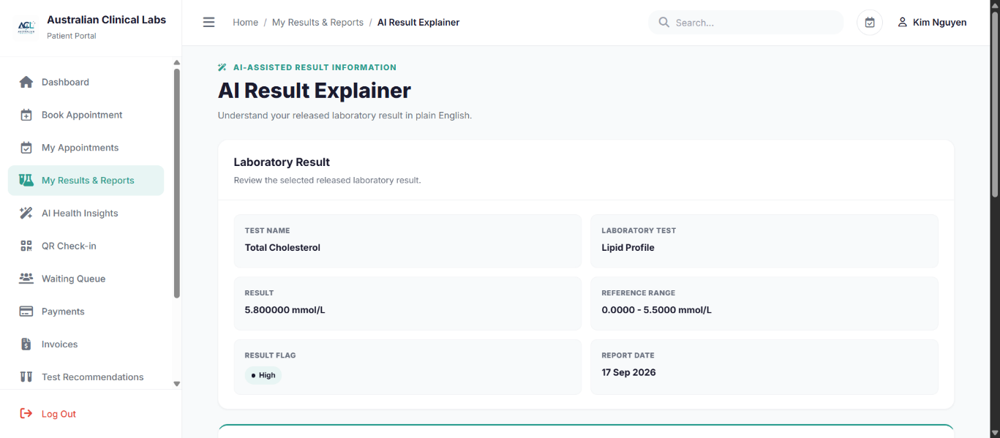 ACL
AUSTRALIAN
Australian Clinical Labs
Patient Portal
Home / My Results & Reports / AI Result Explainer
Search...
Kim Nguyen
Dashboard
Book Appointment
My Appointments
My Results & Reports
AI Health Insights
QR Check-in
Waiting Queue
Payments
Invoices
Test Recommendations
Log Out
AI-ASSISTED RESULT INFORMATION
AI Result Explainer
Understand your released laboratory result in plain English.
Laboratory Result
Review the selected released laboratory result.
TEST NAME
Total Cholesterol
LABORATORY TEST
Lipid Profile
RESULT
5.800000 mmol/L
REFERENCE RANGE
0.0000 - 5.5000 mmol/L
RESULT FLAG
High
REPORT DATE
17 Sep 2026